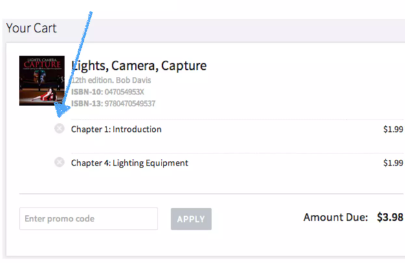 Your Cart
LIGHTS, CAMERA,
CAPTURE
Lights, Camera, Capture
12th edition. Bob Davis
ISBN-10: 047054953X
ISBN-13: 9780470549537
Chapter 1: Introduction $1.99
Chapter 4: Lighting Equipment $1.99
Enter promo code APPLY Amount Due: $3.98